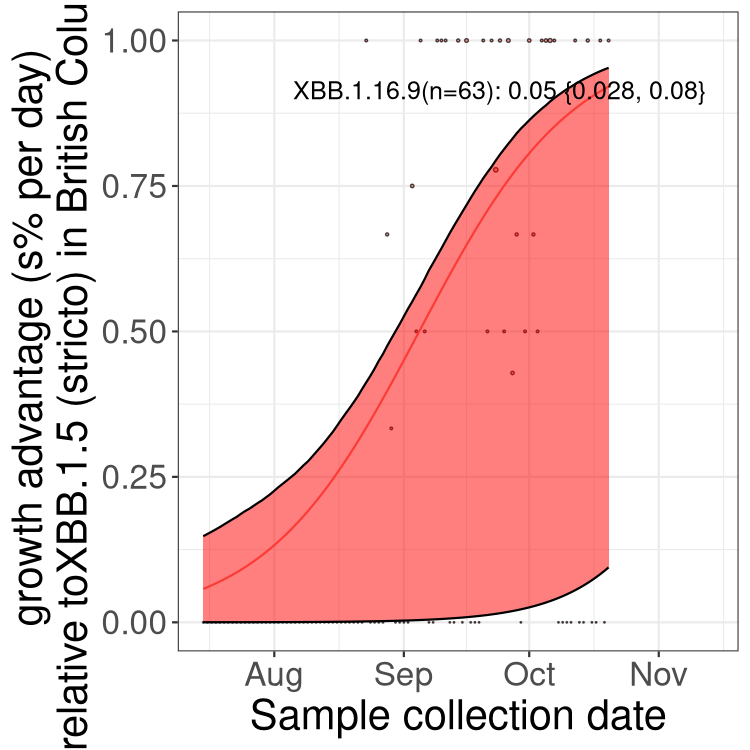 growth advantage (s% per day)
relative toXBB.1.5 (stricto) in British Colu
1.00
0.75
0.50
0.25
0.00
XBB.1.16.9(n=63): 0.05 {0.028, 0.08}
Aug Sep Oct Nov
Sample collection date